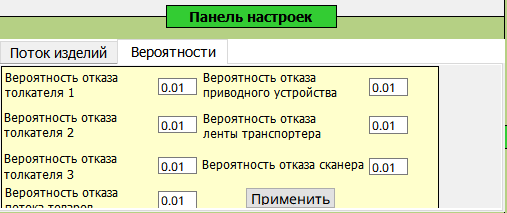 Панель настроек
Поток изделий
Вероятности
Вероятность отказа
толкателя 1
0.01
Вероятность отказа
приводного устройства
0.01
Вероятность отказа
толкателя 2
0.01
Вероятность отказа
ленты транспортера
0.01
Вероятность отказа
толкателя 3
0.01
Вероятность отказа сканера
0.01
Вероятность отказа
потока товаров
0.01
Применить